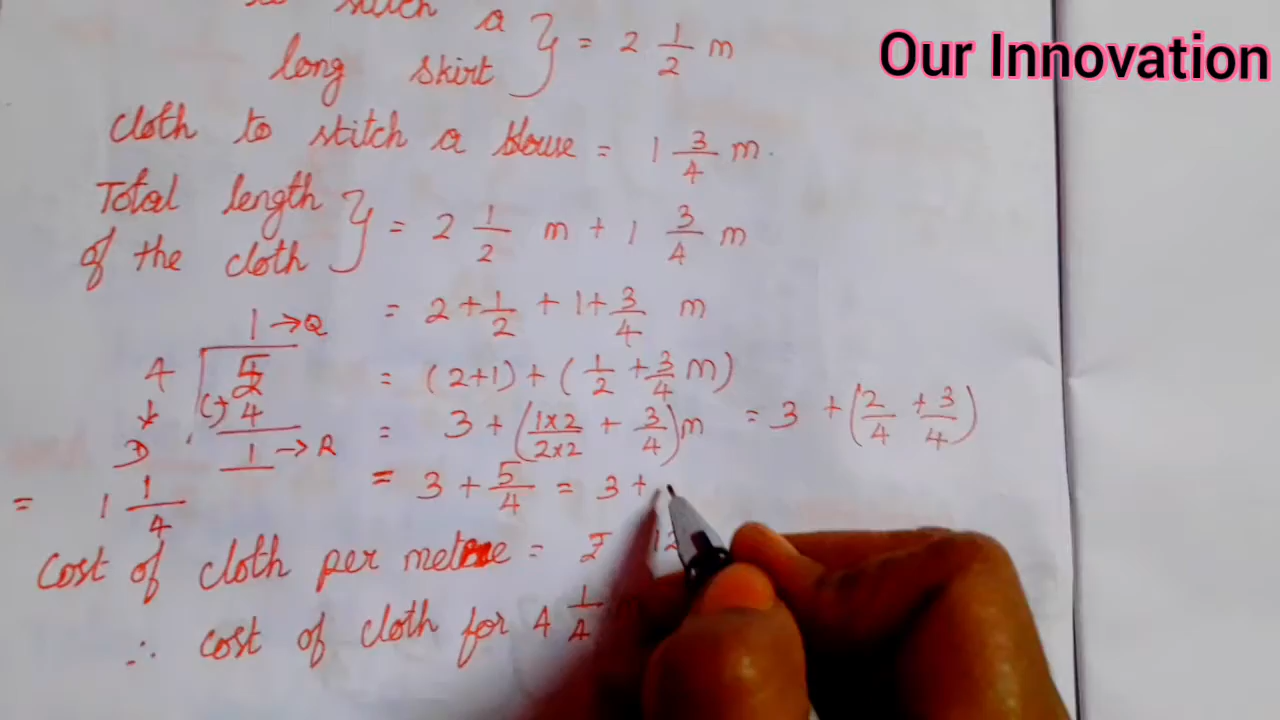 Our Innovation
to stitch a
long skirt } = 2 1/2 m
cloth to stitch a blouse = 1 3/4 m.
Total length
of the cloth } = 2 1/2 m + 1 3/4 m
= 2 + 1/2 + 1 + 3/4 m
= (2+1) + (1/2 + 3/4 m)
= 3 + (1×2/2×2 + 3/4) m = 3 + (2/4 + 3/4)
= 3 + 5/4 = 3 +
1 → Q
4 5
(-) 4
D 1 → R
= 1 1/4
Cost of cloth per metre = ₹ 12
∴ cost of cloth for 4 1/4